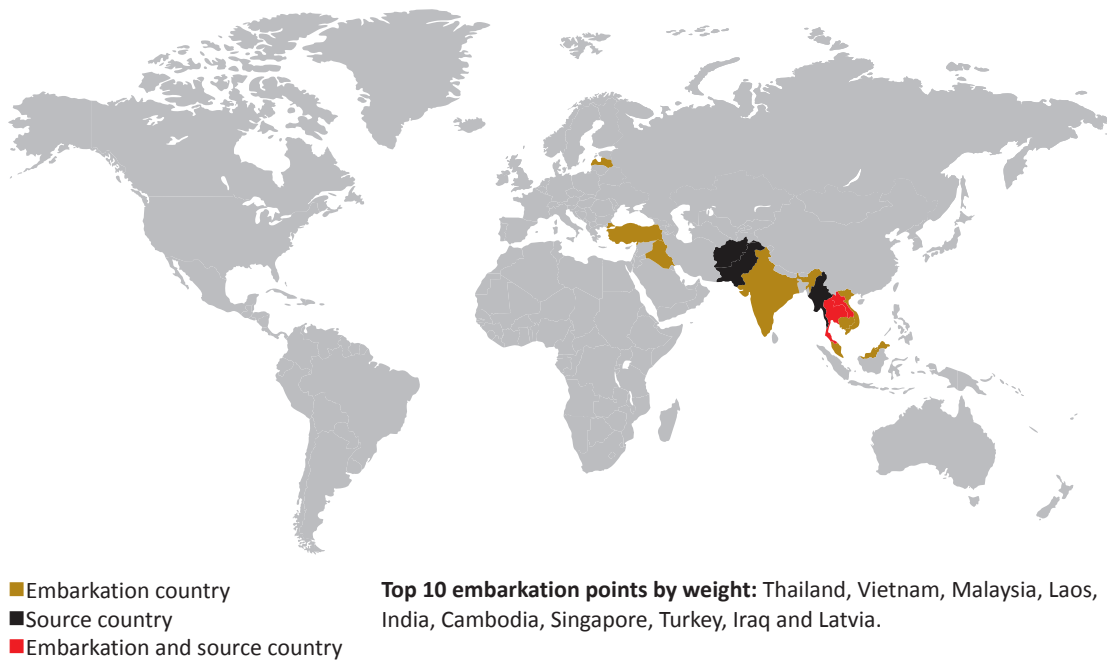 Embarkation country
Source country
Embarkation and source country
Top 10 embarkation points by weight: Thailand, Vietnam, Malaysia, Laos,
India, Cambodia, Singapore, Turkey, Iraq and Latvia.